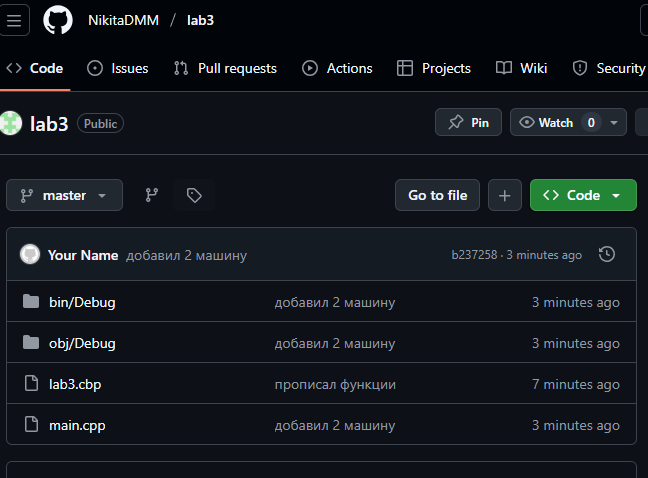 NikitaDMM / lab3
Code Issues Pull requests Actions Projects Wiki Security
lab3 Public Pin Watch 0
master Go to file Code
Your Name добавил 2 машину b237258 · 3 minutes ago
bin/Debug добавил 2 машину 3 minutes ago
obj/Debug добавил 2 машину 3 minutes ago
lab3.cbp прописал функции 7 minutes ago
main.cpp добавил 2 машину 3 minutes ago